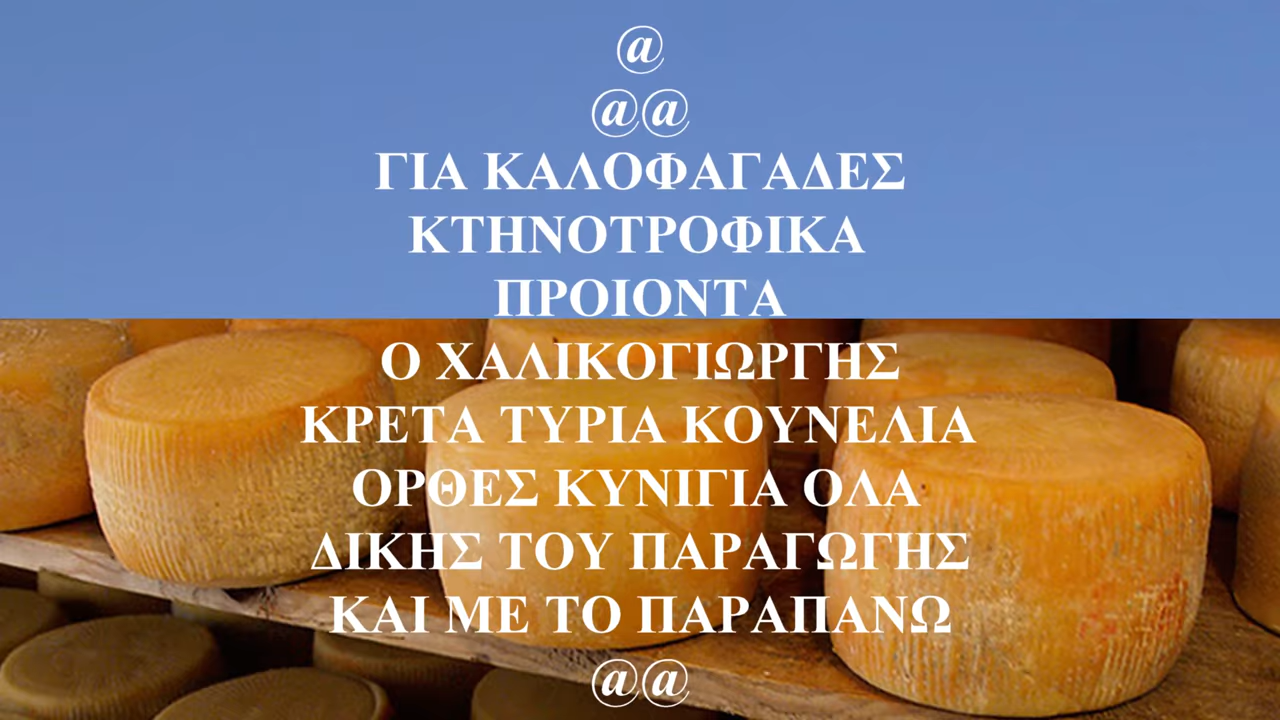 @
@@
ΓΙΑ ΚΑΛΟΦΑΓΑΔΕΣ
ΚΤΗΝΟΤΡΟΦΙΚΑ
ΠΡΟΙΟΝΤΑ
Ο ΧΑΛΙΚΟΓΙΩΡΓΗΣ
ΚΡΕΤΑ ΤΥΡΙΑ ΚΟΥΝΕΛΙΑ
ΟΡΘΕΣ ΚΥΝΙΓΙΑ ΟΛΑ
ΔΙΚΗΣ ΤΟΥ ΠΑΡΑΓΩΓΗΣ
ΚΑΙ ΜΕ ΤΟ ΠΑΡΑΠΑΝΩ
@@